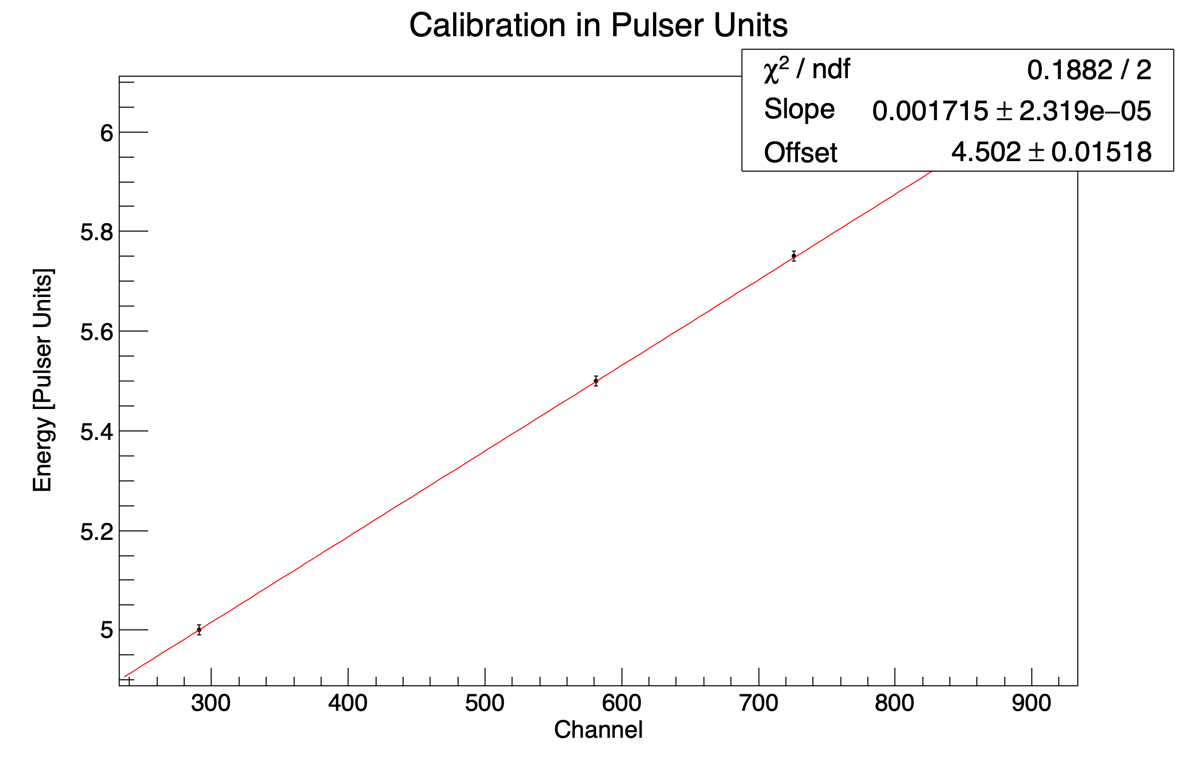 Calibration in Pulser Units
χ² / ndf 0.1882 / 2
Slope 0.001715 ± 2.319e−05
Offset 4.502 ± 0.01518
6
5.8
5.6
5.4
5.2
5
Energy [Pulser Units]
300 400 500 600 700 800 900
Channel